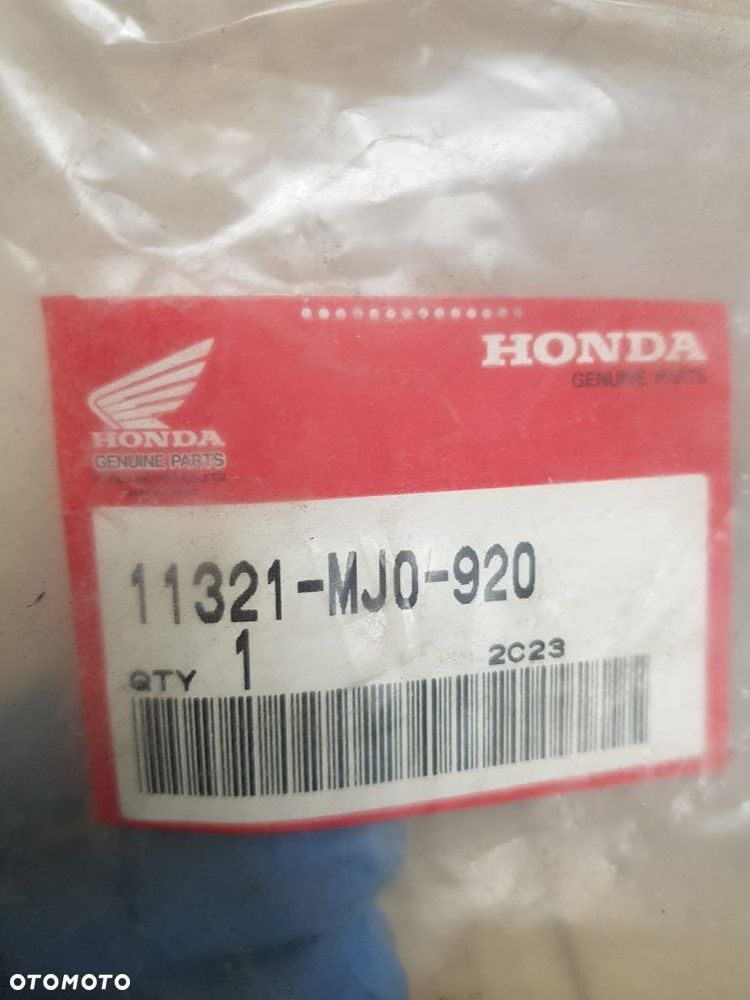 HONDA
GENUINE PARTS
HONDA
GENUINE PARTS
11321-MJ0-920
QTY 1 2C23
OTOMOTO